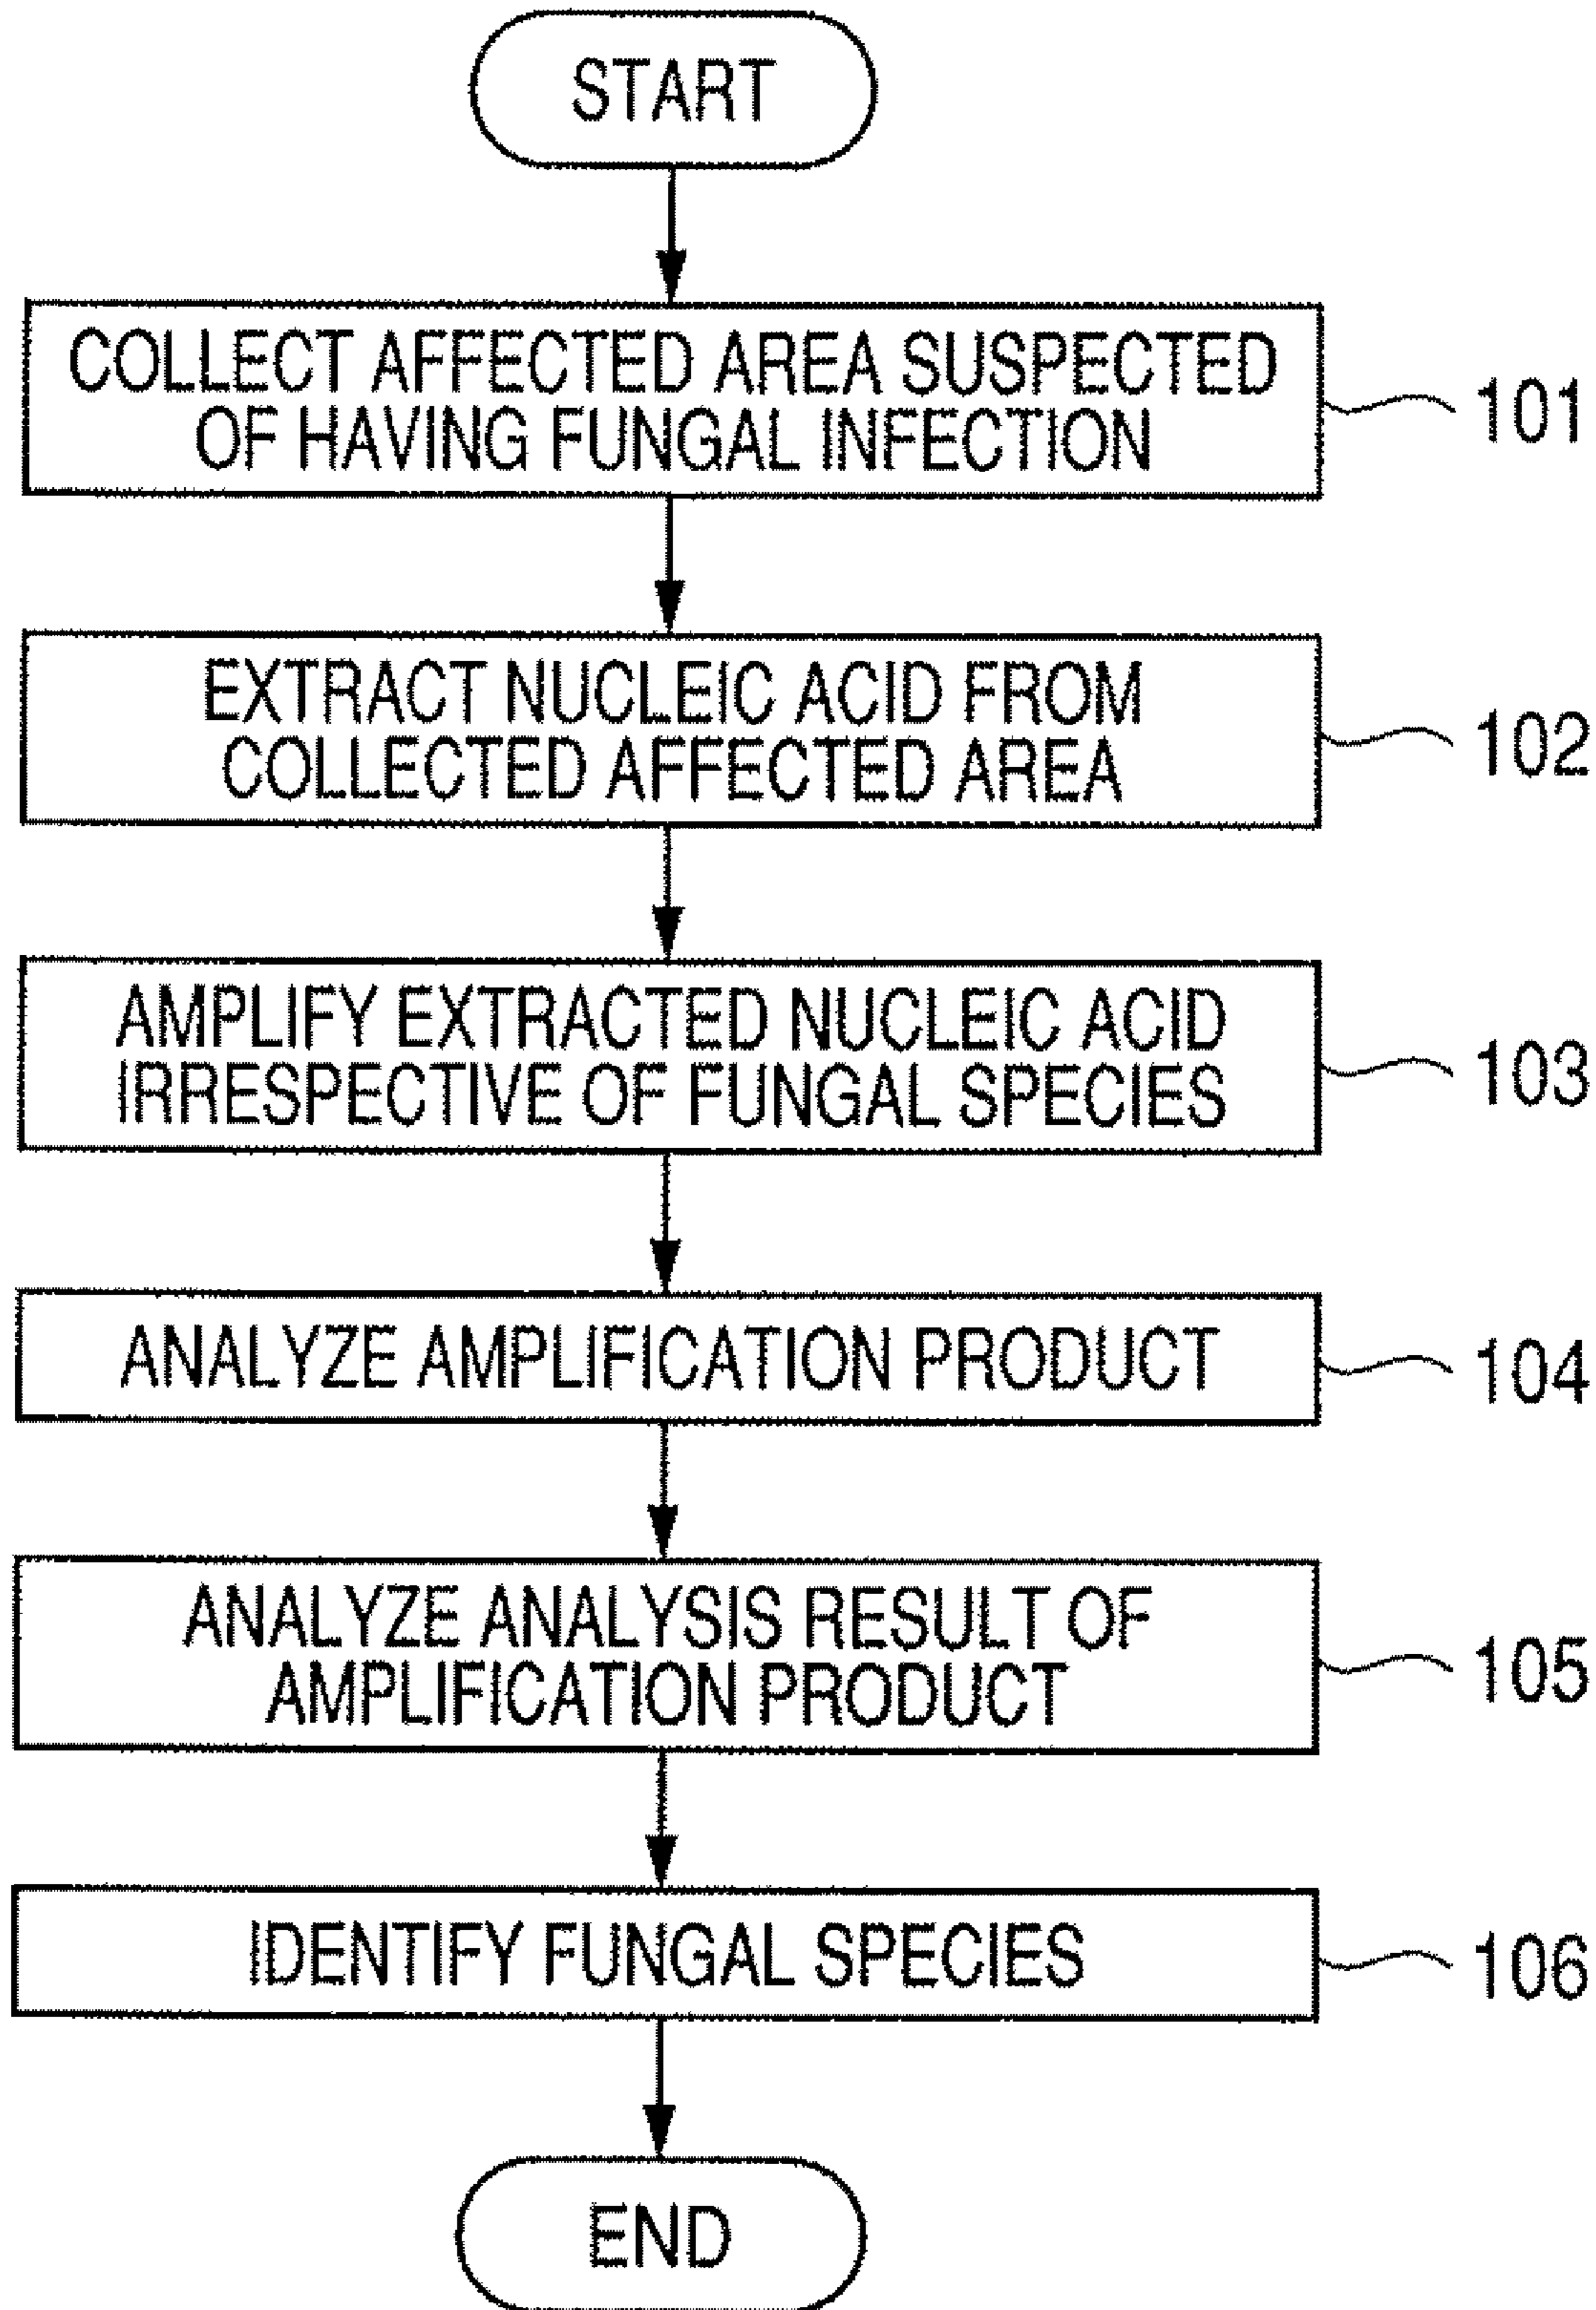 START
COLLECT AFFECTED AREA SUSPECTED
OF HAVING FUNGAL INFECTION
101
EXTRACT NUCLEIC ACID FROM
COLLECTED AFFECTED AREA
102
AMPLIFY EXTRACTED NUCLEIC ACID
IRRESPECTIVE OF FUNGAL SPECIES
103
ANALYZE AMPLIFICATION PRODUCT
104
ANALYZE ANALYSIS RESULT OF
AMPLIFICATION PRODUCT
105
IDENTIFY FUNGAL SPECIES
106
END